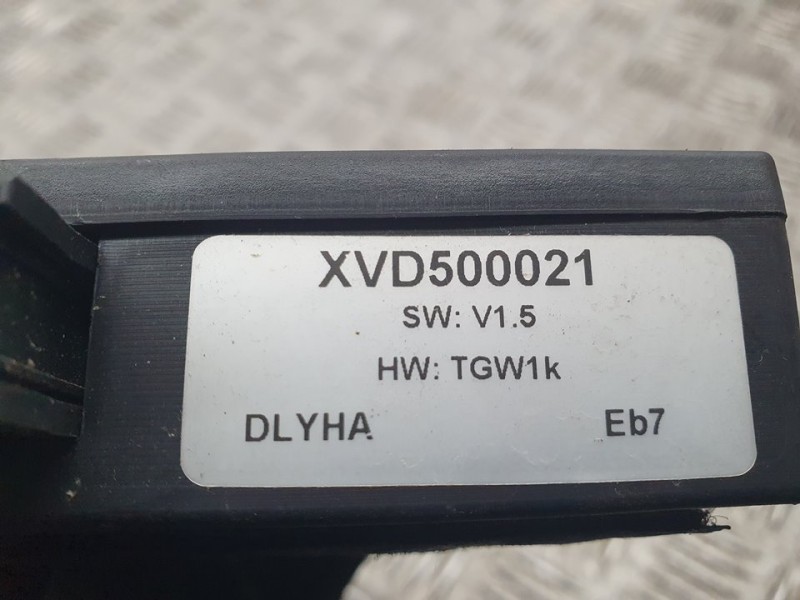 XVD500021
SW: V1.5
HW: TGW1k
DLYHA Eb7